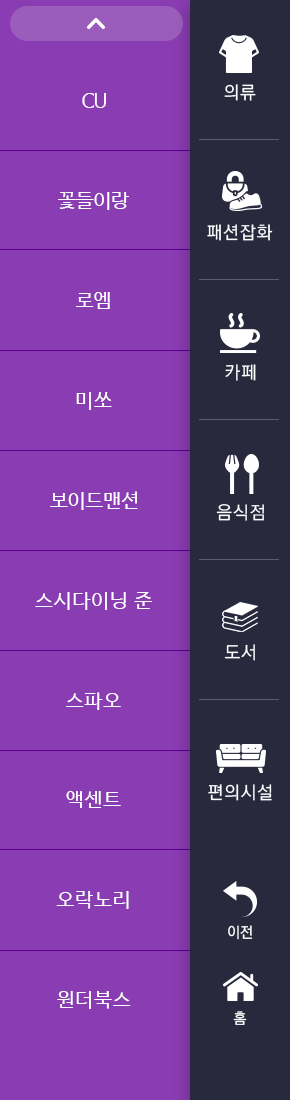 CU
꽃들이랑
로엠
미쏘
보이드맨션
스시다이닝 준
스파오
액센트
오락노리
원더북스
의류
패션잡화
카페
음식점
도서
편의시설
이전
홈